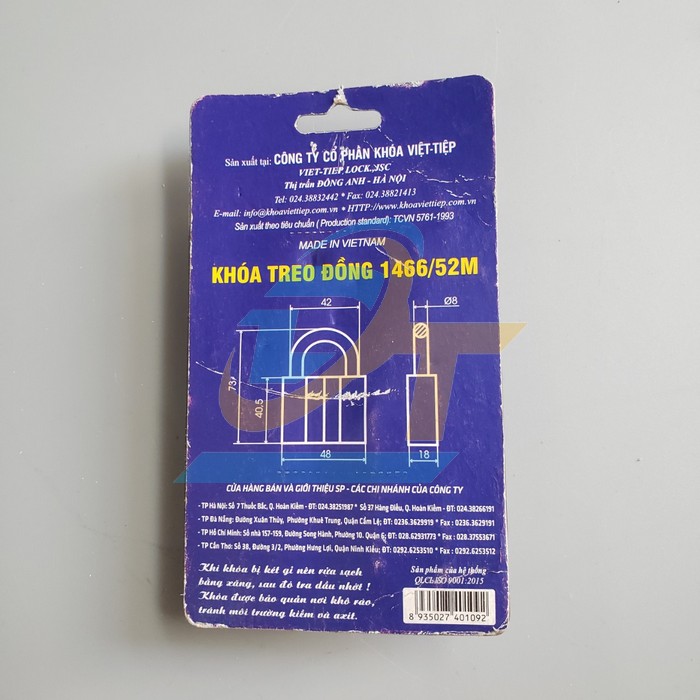 Sản xuất tại: CÔNG TY CỔ PHẦN KHÓA VIỆT-TIỆP
VIET-TIEP LOCK.,JSC
Thị trấn ĐÔNG ANH - HÀ NỘI
Tel: 024.38832442 * Fax: 024.38821413
E-mail: info@khoaviettiep.com.vn * HTTP://www.khoaviettiep.com.vn
Sản xuất theo tiêu chuẩn ( Production standard): TCVN 5761-1993
MADE IN VIETNAM
KHÓA TREO ĐỒNG 1466/52M
42
Ø8
73
40.5
48
18
CỬA HÀNG BÁN VÀ GIỚI THIỆU SP - CÁC CHI NHÁNH CỦA CÔNG TY
- TP Hà Nội: Số 7 Thuốc Bắc, Q. Hoàn Kiếm - ĐT: 024.38251987 * Số 37 Hàng Điếu, Q. Hoàn Kiếm - ĐT: 024.38266191
- TP Đà Nẵng: Đường Xuân Thủy, Phường Khuê Trung, Quận Cẩm Lệ; ĐT: 0236.3629919 * Fax : 0236.3629191
- TP Hồ Chí Minh: Số nhà 157-159, Đường Song Hành, Phường 10. Quận 6; ĐT: 028.62931773 * Fax : 028.37553671
- TP Cần Thơ: Số 38, Đường 3/2, Phường Hưng Lợi, Quận Ninh Kiều; ĐT: 0292.6253510 * Fax : 0292.6253512
Khi khóa bị kẹt gỉ nên rửa sạch
bằng xăng, sau đó tra dầu nhờt !
Khóa được bảo quản nơi khô ráo,
tránh môi trường kiềm và axit.
Sản phẩm của hệ thống
QLCL ISO 9001:2015
8 935027 401092